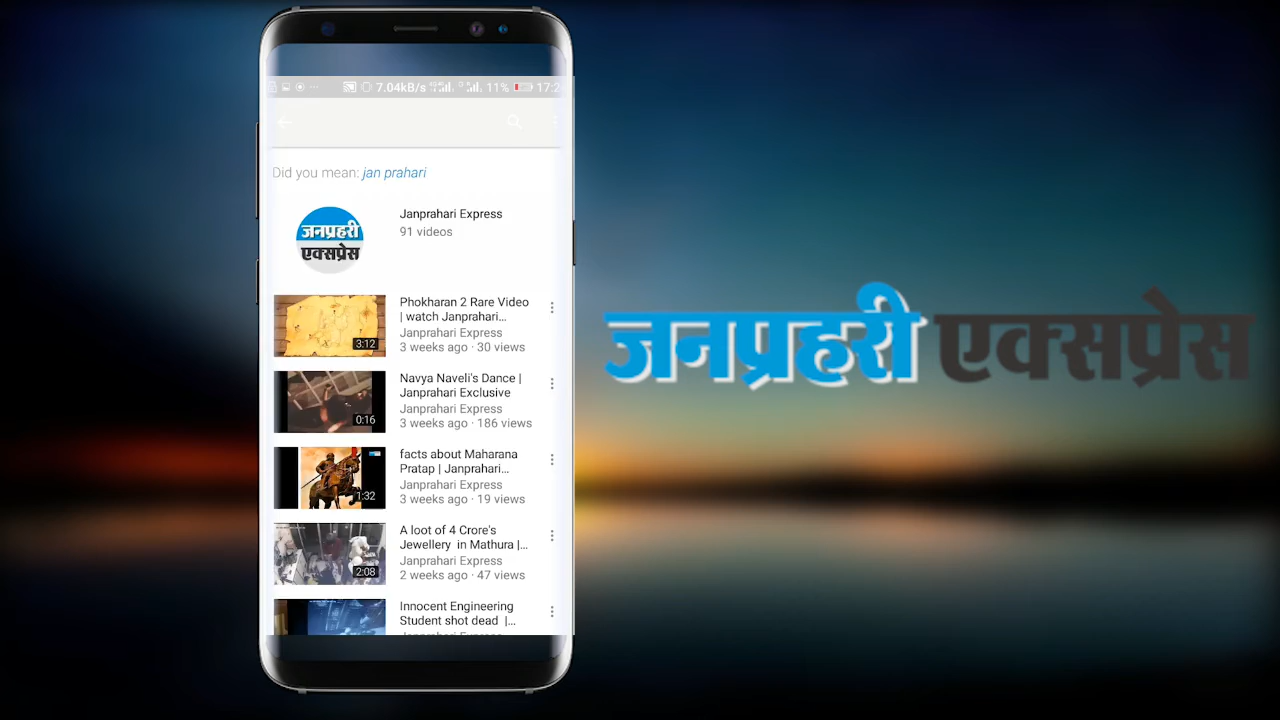 7.04kB/s 11% 17:2
Did you mean: jan prahari
जनप्रहरी
एक्सप्रेस
Janprahari Express
91 videos
3:12
Phokharan 2 Rare Video
| watch Janprahari...
Janprahari Express
3 weeks ago · 30 views
0:16
Navya Naveli's Dance |
Janprahari Exclusive
Janprahari Express
3 weeks ago · 186 views
1:32
facts about Maharana
Pratap | Janprahari...
Janprahari Express
3 weeks ago · 19 views
2:08
A loot of 4 Crore's
Jewellery in Mathura |...
Janprahari Express
2 weeks ago · 47 views
Innocent Engineering
Student shot dead |...
Janprahari Express
जनप्रहरी एक्सप्रेस